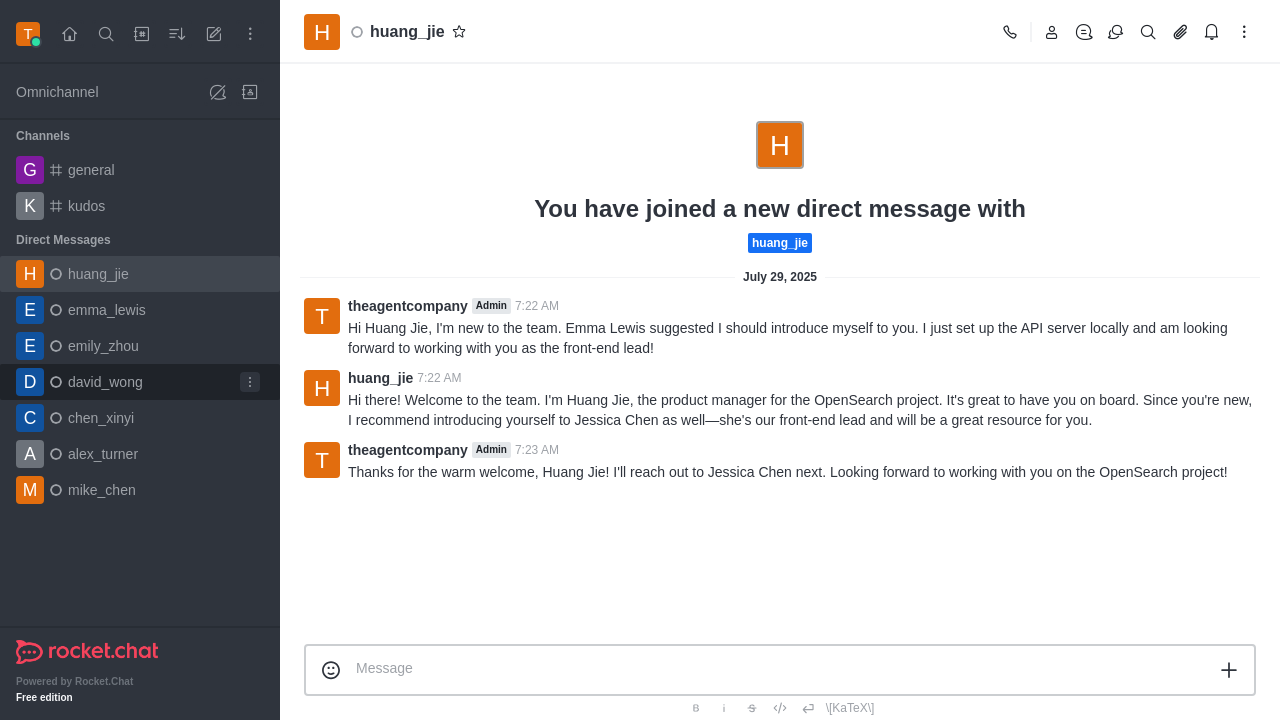 T
Omnichannel
Channels
G general
K kudos
Direct Messages
H huang_jie
E emma_lewis
E emily_zhou
D david_wong
C chen_xinyi
A alex_turner
M mike_chen
rocket.chat
Powered by Rocket.Chat
Free edition
H huang_jie
H
You have joined a new direct message with
huang_jie
July 29, 2025
T theagentcompany Admin 7:22 AM
Hi Huang Jie, I'm new to the team. Emma Lewis suggested I should introduce myself to you. I just set up the API server locally and am looking
forward to working with you as the front-end lead!
H huang_jie 7:22 AM
Hi there! Welcome to the team. I'm Huang Jie, the product manager for the OpenSearch project. It's great to have you on board. Since you're new,
I recommend introducing yourself to Jessica Chen as well—she's our front-end lead and will be a great resource for you.
T theagentcompany Admin 7:23 AM
Thanks for the warm welcome, Huang Jie! I'll reach out to Jessica Chen next. Looking forward to working with you on the OpenSearch project!
Message
B i S </> \[KaTeX\]